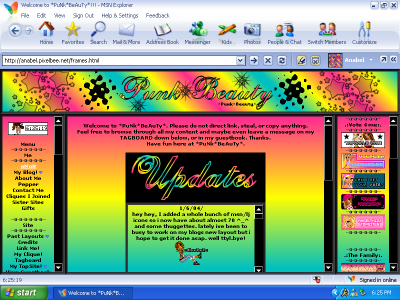 Welcome to *PuNk*BeAuTy*!!! - MSN Explorer
File Edit View Sign Out Help & Settings Feedback
Home Favorites Search Mail & More Address Book Messenger Kids Photos People & Chat Switch Members Customize
http://anabel.pixelbee.net/frames.html
Anabel
Punk Beauty
*Punk*Beauty*
Menu
Me
My Blog!
About Me
Pepper
Contact Me
Cliques I Joined
Sister Sites
Gifts
Site
Past Layouts
Credits
Link Me!
My Clique!
Tagboard
My TopSite!
Welcome to *PuNk*BeAuTy*. Please do not direct link, steal, or copy anything.
Feel free to browse through all my content and maybe even leave a message on my
TAGBOARD down below, or in my guestbook. Thanks.
Have fun here at *PuNk*BeAuTy*.
Updates
1/6/04/
hey hey, i added a whole bunch of msn/lj
icons so i now have about almost 70 ^_^
and some thuggettes. lately ive been to
busy to work on my blogs new layout but i
hope to get it done asap. well ttyl.bye!
..:The Family:.
6:25:19
Signed in online
start
Welcome to *PuNk*B...
6:25 PM